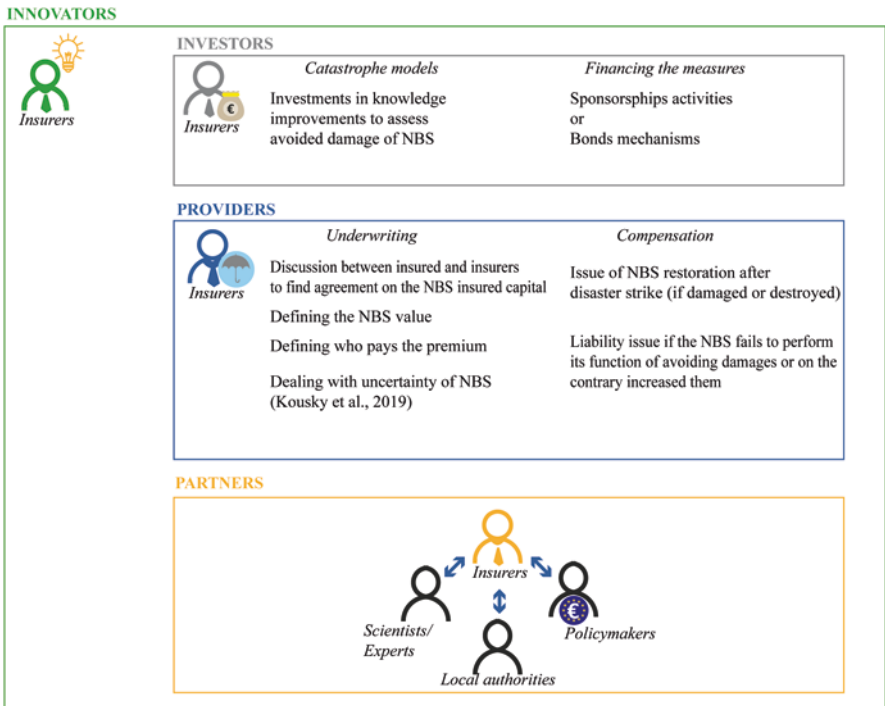 INNOVATORS
Insurers
INVESTORS
Insurers
Catastrophe models
Investments in knowledge
improvements to assess
avoided damage of NBS
Financing the measures
Sponsorphips activities
or
Bonds mechanisms
PROVIDERS
Insurers
Underwriting
Discussion between insured and insurers
to find agreement on the NBS insured capital
Defining the NBS value
Defining who pays the premium
Dealing with uncertainty of NBS
(Kousky et al., 2019)
Compensation
Issue of NBS restoration after
disaster strike (if damaged or destroyed)
Liability issue if the NBS fails to perform
its function of avoiding damages or on the
contrary increased them
PARTNERS
Insurers
Scientists/
Experts
Local authorities
Policymakers
€
€